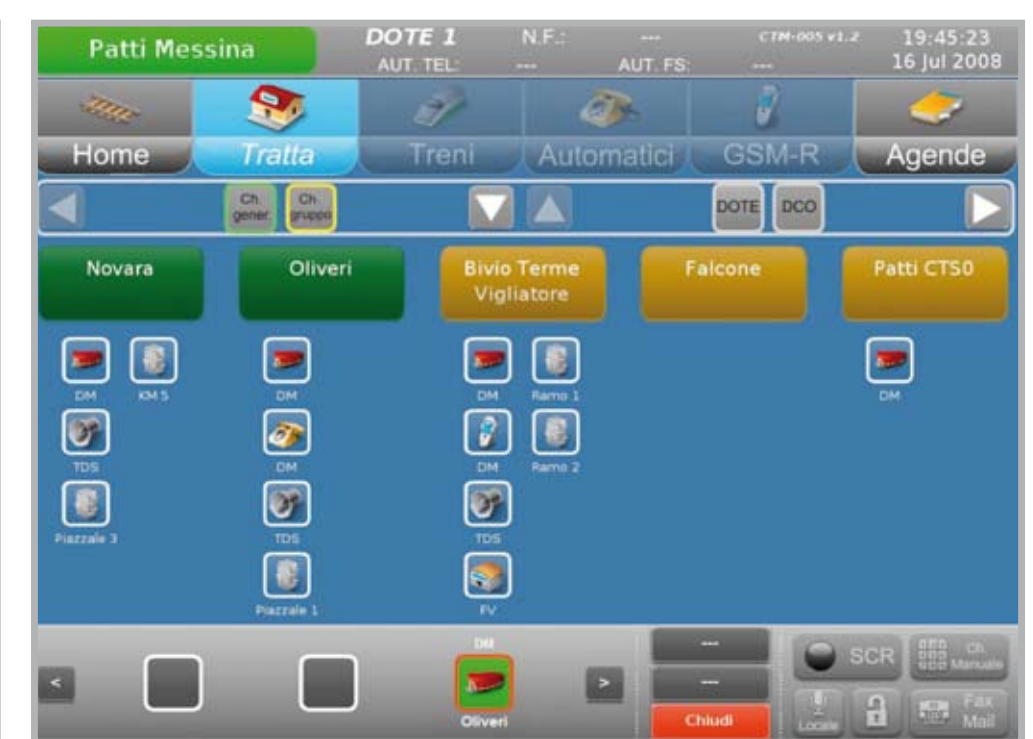 Patti Messina
DOTE 1 N.F.: --- CTM-005 v1.2 19:45:23
AUT. TEL: --- AUT. FS: --- 16 Jul 2008
Home Tratta Treni Automatici GSM-R Agende
Ch. gener. Ch. gruppo DOTE DCO
Novara Oliveri Bivio Terme Falcone Patti CTS0
Vigliatore
DM KM 5 DM DM Ramo 1 DM
TDS DM DM Ramo 2
Piazzale 3 TDS TDS
Piazzale 1 FV
DM ---
SCR Ch. Manuale
< > ---
Oliveri Chiudi Locale Fax Mail